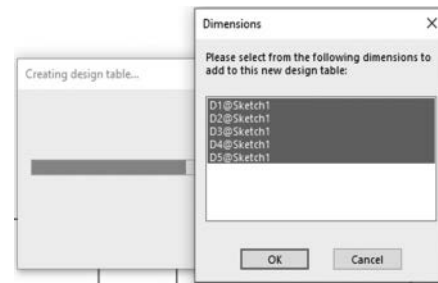 Creating design table...
Dimensions
Please select from the following dimensions to
add to this new design table:
D1@Sketch1
D2@Sketch1
D3@Sketch1
D4@Sketch1
D5@Sketch1
OK
Cancel